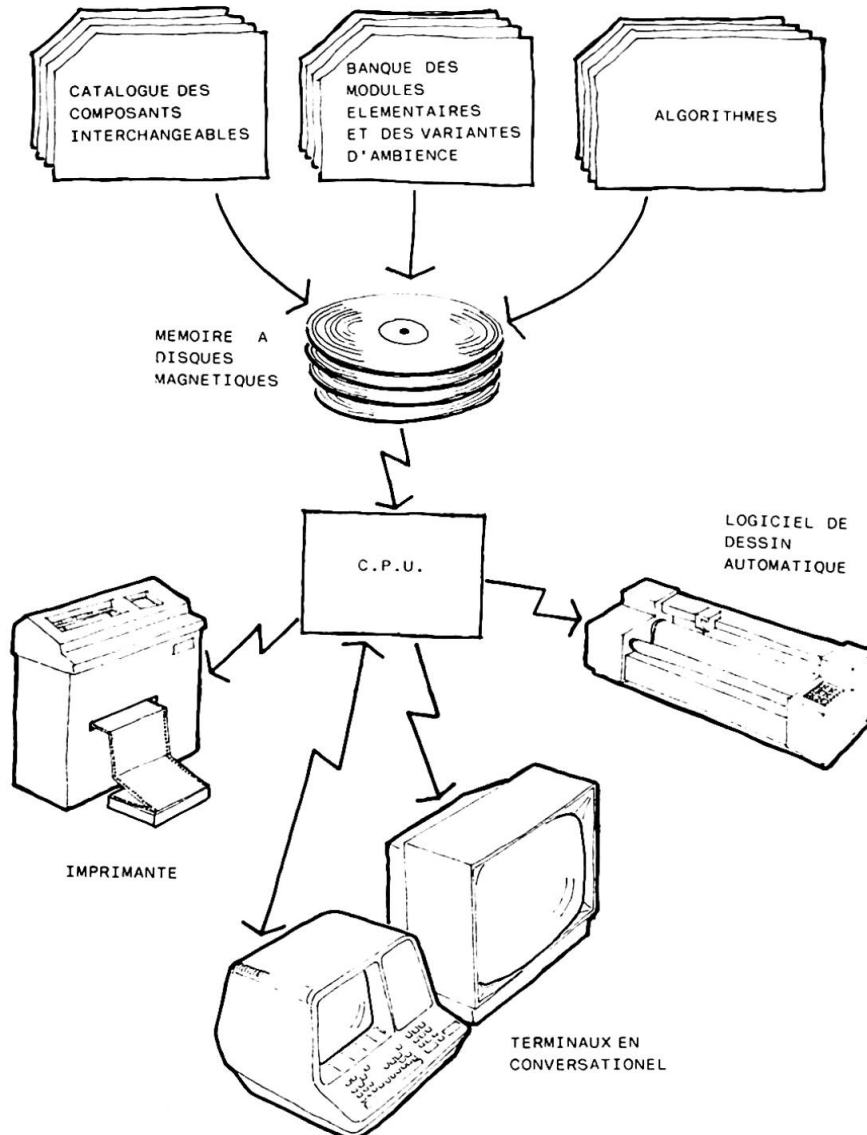 CATALOGUE DES
COMPOSANTS
INTERCHANGEABLES
BANQUE DES
MODULES
ELEMENTAIRES
ET DES VARIANTES
D'AMBIENCE
ALGORITHMES
MEMOIRE A
DISQUES
MAGNETIQUES
C.P.U.
LOGICIEL DE
DESSIN
AUTOMATIQUE
IMPRIMANTE
TERMINAUX EN
CONVERSATIONEL